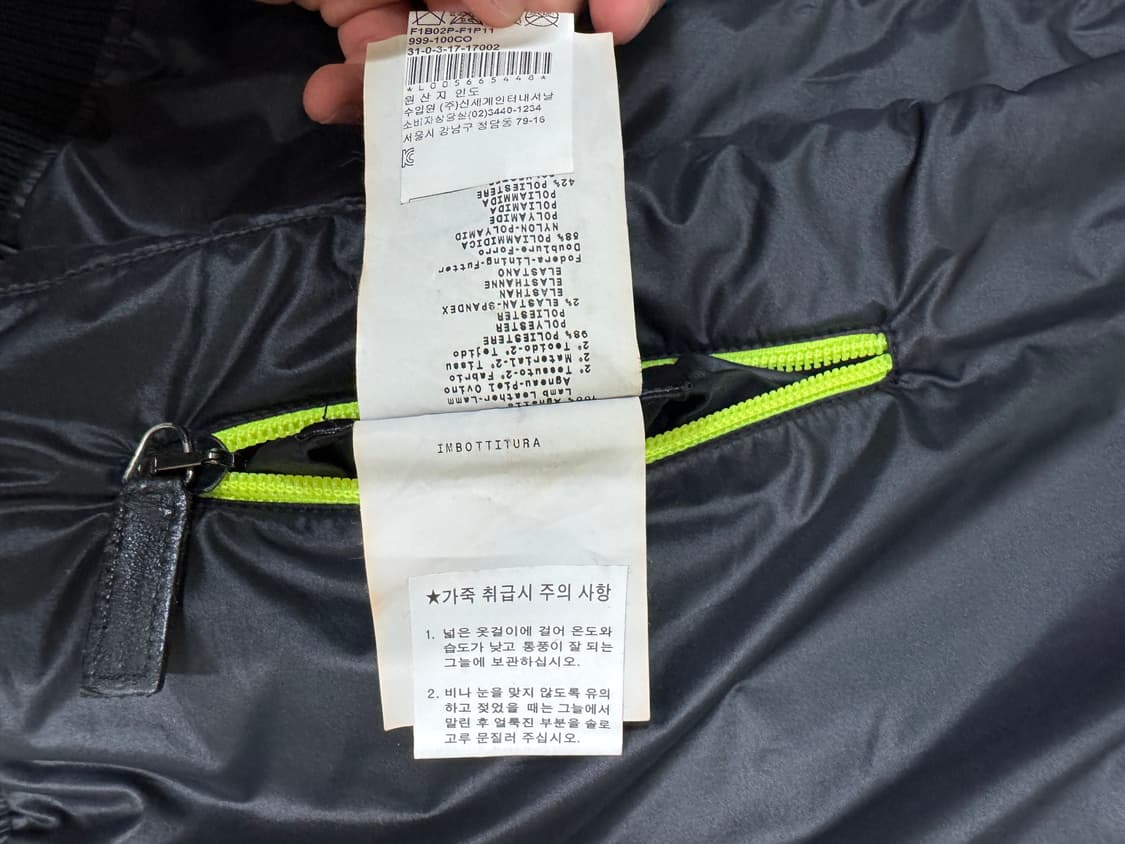 F1B02P-F1P11
999-100CO
31-0-3-17-17002
*L005665448*
원 산 지 인도
수입원 (주)신세계인터내셔날
소비자상담실(02)3440-1234
서울시 강남구 청담동 79-16
Lamb Leather-Lamm
Agneau-Piel Ovino
2° Tessuto-2° Fabric
2° Material-2° Tissu
2° Tecido-2° Tejido
98% POLIESTERE
POLYESTER
POLIESTER
2% ELASTAN-SPANDEX
ELASTHAN
ELASTHANNE
ELASTANO
Fodera-Lining-Futter
Doublure-Forro
58% POLIAMMIDICA
NYLON-POLYAMID
POLYAMIDE
POLIAMIDA
POLIAMMIDA
42% POLIESTERE
IMBOTTITURA
★가죽 취급시 주의 사항
1. 넓은 옷걸이에 걸어 온도와
습도가 낮고 통풍이 잘 되는
그늘에 보관하십시오.
2. 비나 눈을 맞지 않도록 유의
하고 젖었을 때는 그늘에서
말린 후 얼룩진 부분을 솔로
고루 문질러 주십시오.